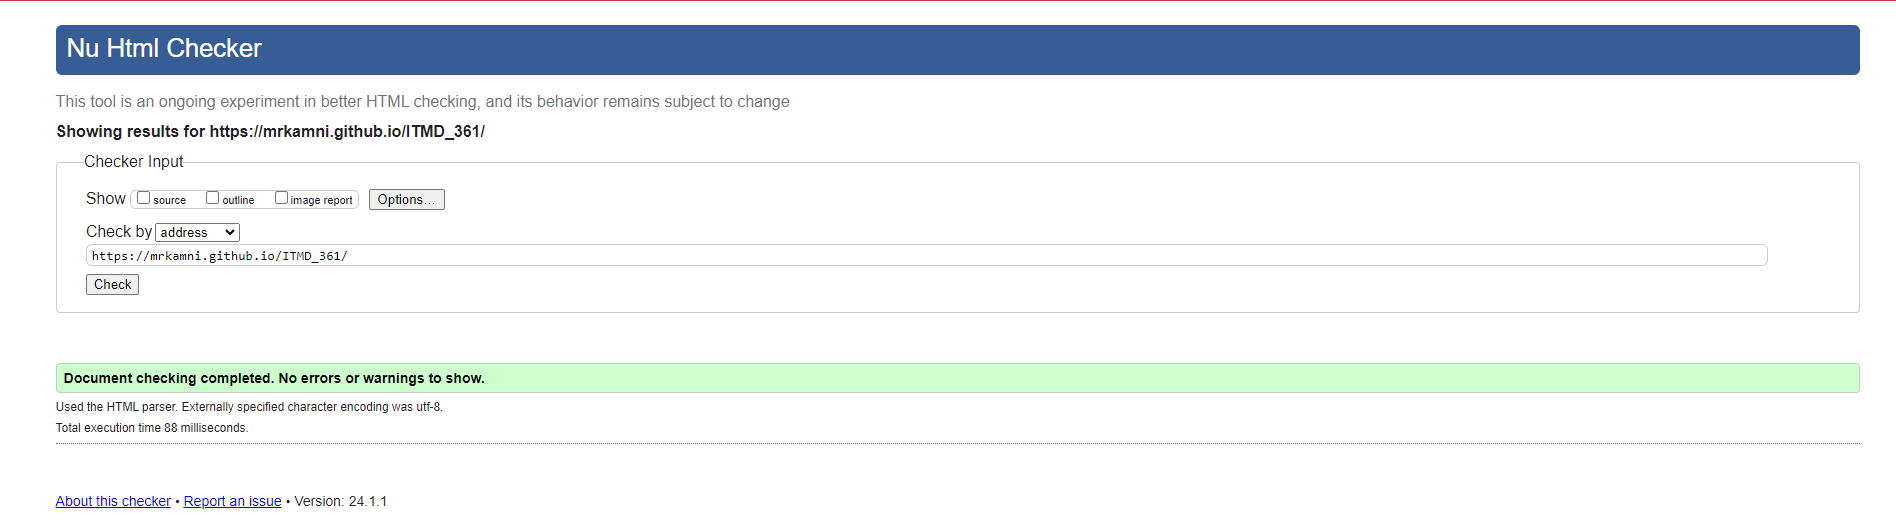 Nu Html Checker
This tool is an ongoing experiment in better HTML checking, and its behavior remains subject to change
Showing results for https://mrkamni.github.io/ITMD_361/
Checker Input
Show source outline image report Options...
Check by address
https://mrkamni.github.io/ITMD_361/
Check
Document checking completed. No errors or warnings to show.
Used the HTML parser. Externally specified character encoding was utf-8.
Total execution time 88 milliseconds.
About this checker • Report an issue • Version: 24.1.1